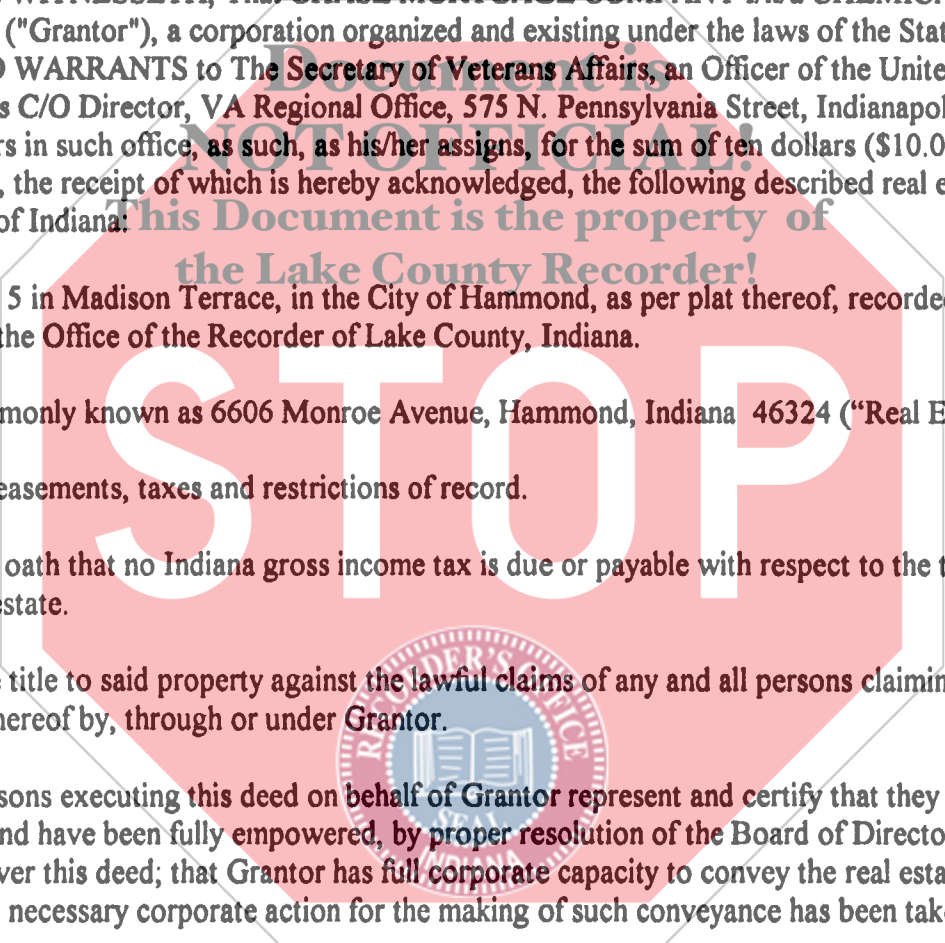 WITNESSETH, That CHASE MORTGAGE COMPANY
("Grantor"), a corporation organized and existing under the laws of the Stat
WARRANTS to The Secretary of Veterans Affairs, an Officer of the Unite
s C/O Director, VA Regional Office, 575 N. Pennsylvania Street, Indianapol
rs in such office, as such, as his/her assigns, for the sum of ten dollars ($10.0
, the receipt of which is hereby acknowledged, the following described real e
of Indiana:
Document is
NOT OFFICIAL!
This Document is the property of
the Lake County Recorder!
5 in Madison Terrace, in the City of Hammond, as per plat thereof, recorde
the Office of the Recorder of Lake County, Indiana.
STOP
monly known as 6606 Monroe Avenue, Hammond, Indiana 46324 (“Real E
easements, taxes and restrictions of record.
oath that no Indiana gross income tax is due or payable with respect to the t
estate.
title to said property against the lawful claims of any and all persons claimin
hereof by, through or under Grantor.
RECORDER'S OFFICE
SEAL
INDIANA
sons executing this deed on behalf of Grantor represent and certify that they
nd have been fully empowered, by proper resolution of the Board of Directo
ver this deed; that Grantor has full corporate capacity to convey the real esta
necessary corporate action for the making of such conveyance has been tak